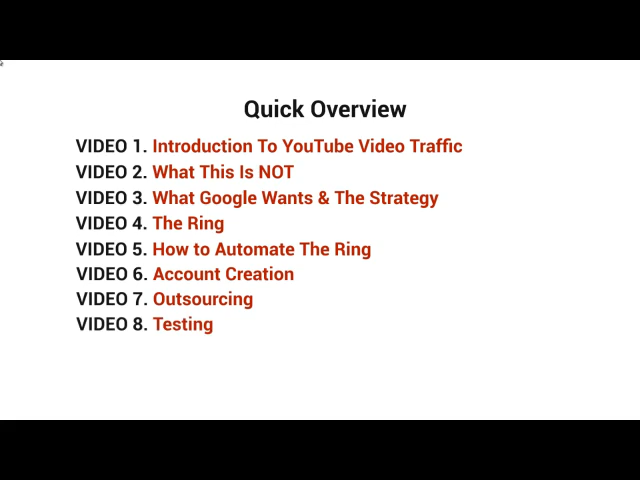 Quick Overview
VIDEO 1. Introduction To YouTube Video Traffic
VIDEO 2. What This Is NOT
VIDEO 3. What Google Wants & The Strategy
VIDEO 4. The Ring
VIDEO 5. How to Automate The Ring
VIDEO 6. Account Creation
VIDEO 7. Outsourcing
VIDEO 8. Testing